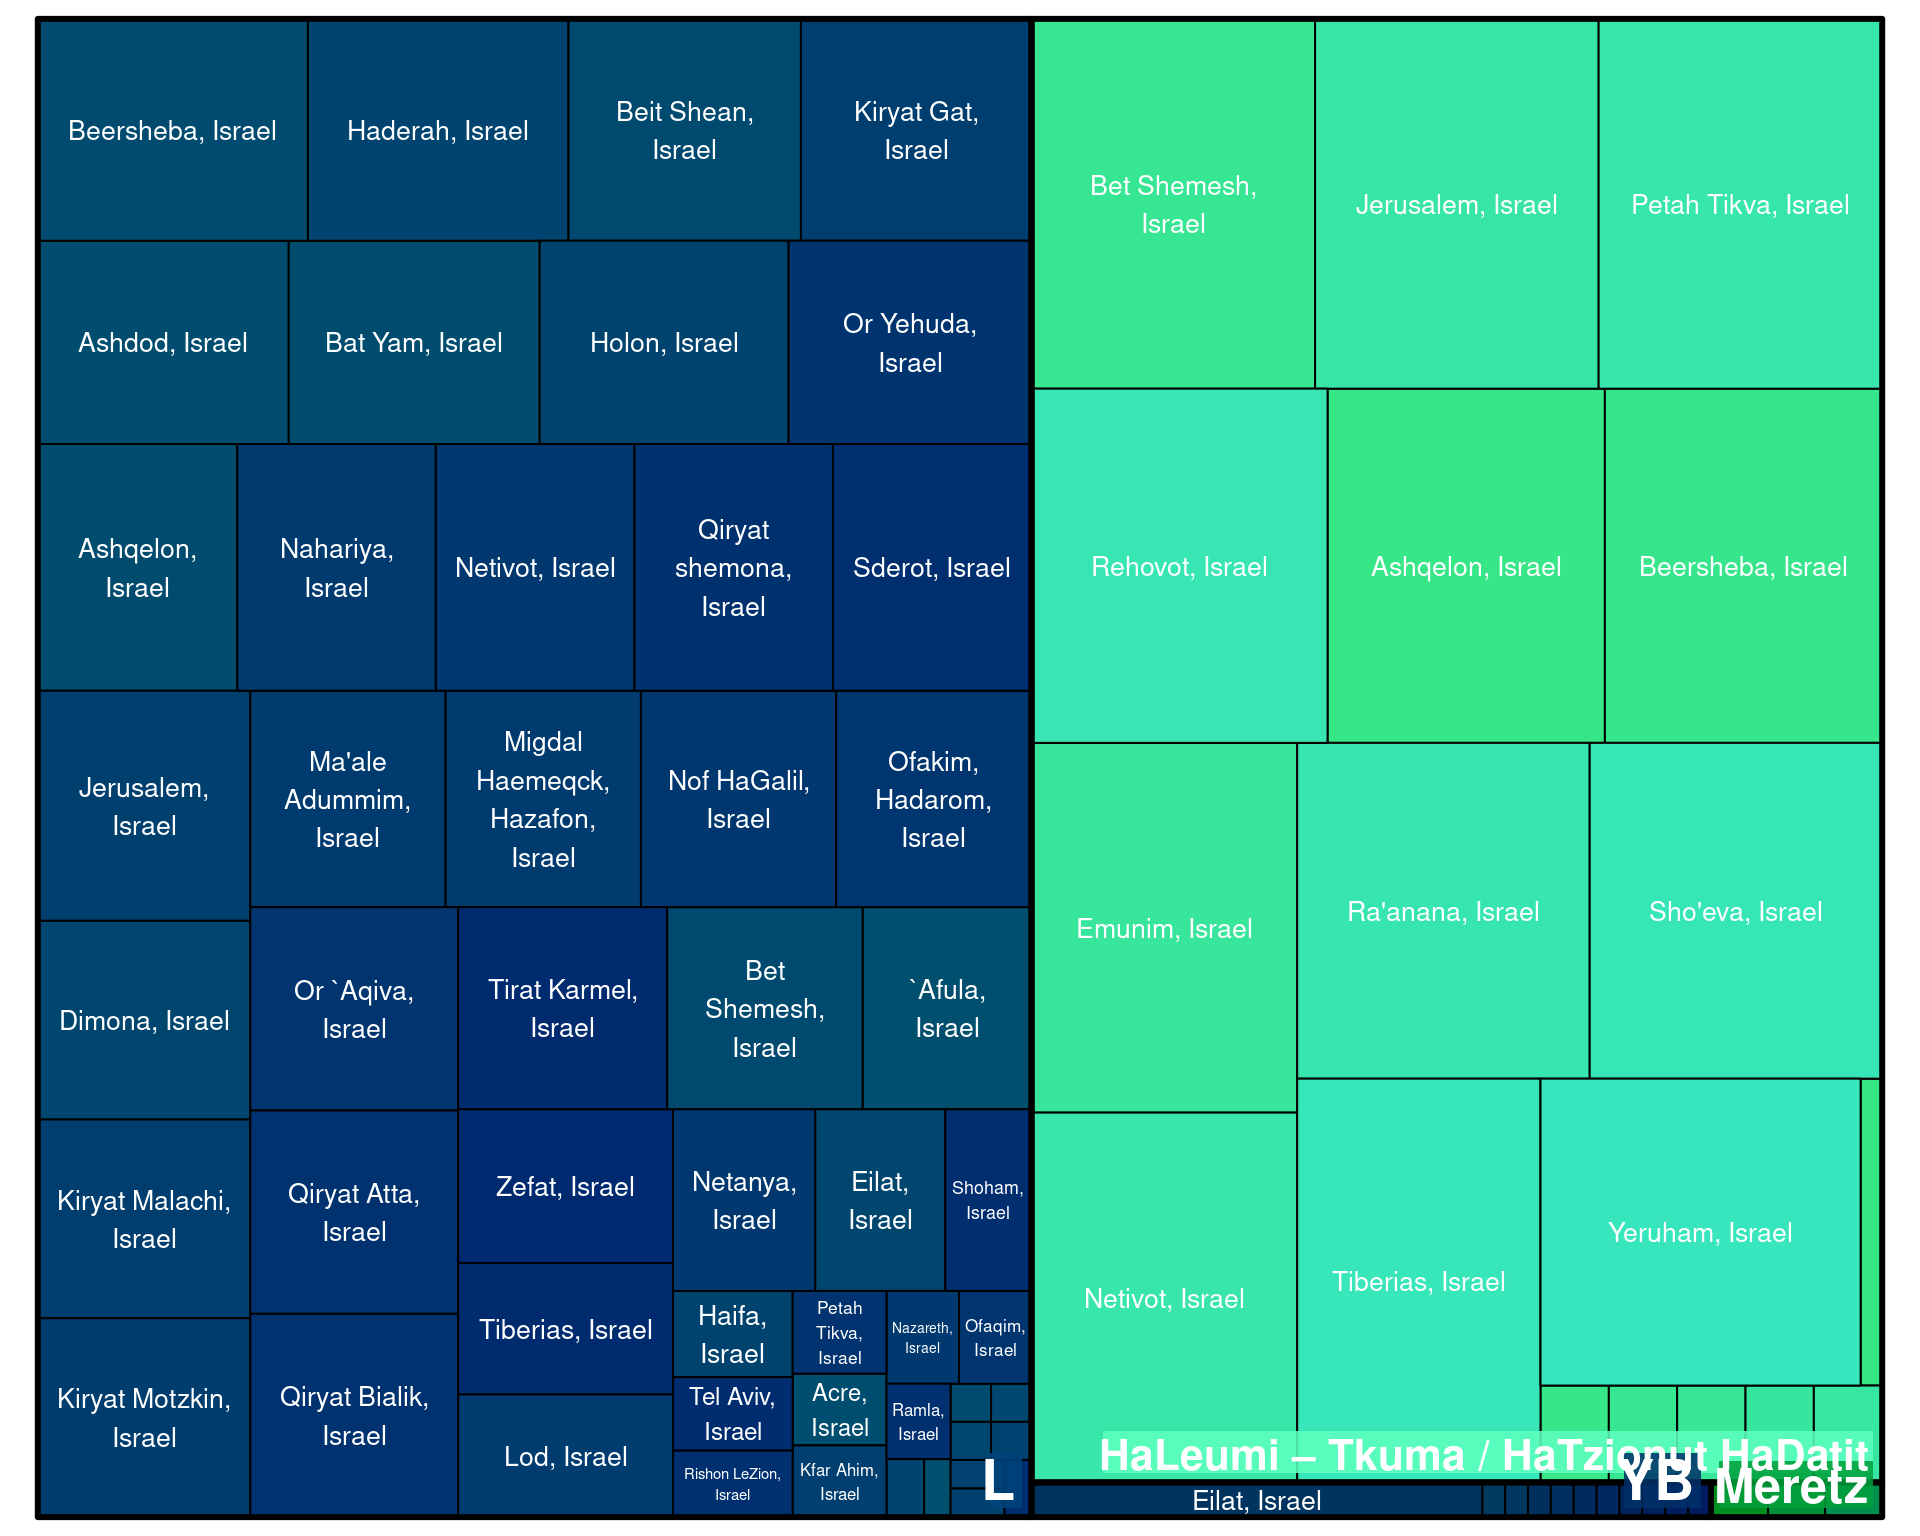 Beersheba, Israel
Haderah, Israel
Beit Shean,
Israel
Kiryat Gat,
Israel
Ashdod, Israel
Bat Yam, Israel
Holon, Israel
Or Yehuda,
Israel
Ashqelon,
Israel
Nahariya,
Israel
Netivot, Israel
Qiryat
shemona,
Israel
Sderot, Israel
Jerusalem,
Israel
Ma'ale
Adummim,
Israel
Migdal
Haemeqck,
Hazafon,
Israel
Nof HaGalil,
Israel
Ofakim,
Hadarom,
Israel
Dimona, Israel
Or `Aqiva,
Israel
Tirat Karmel,
Israel
Bet
Shemesh,
Israel
`Afula,
Israel
Kiryat Malachi,
Israel
Qiryat Atta,
Israel
Zefat, Israel
Netanya,
Israel
Eilat,
Israel
Shoham,
Israel
Kiryat Motzkin,
Israel
Qiryat Bialik,
Israel
Tiberias, Israel
Lod, Israel
Haifa,
Israel
Petah
Tikva,
Israel
Nazareth,
Israel
Ofaqim,
Israel
Tel Aviv,
Israel
Acre,
Israel
Ramla,
Israel
Rishon LeZion,
Israel
Kfar Ahim,
Israel
L
Bet Shemesh,
Israel
Jerusalem, Israel
Petah Tikva, Israel
Rehovot, Israel
Ashqelon, Israel
Beersheba, Israel
Emunim, Israel
Ra'anana, Israel
Sho'eva, Israel
Netivot, Israel
Tiberias, Israel
Yeruham, Israel
HaLeumi – Tkuma / HaTzionut HaDatit
Eilat, Israel
YB
Meretz